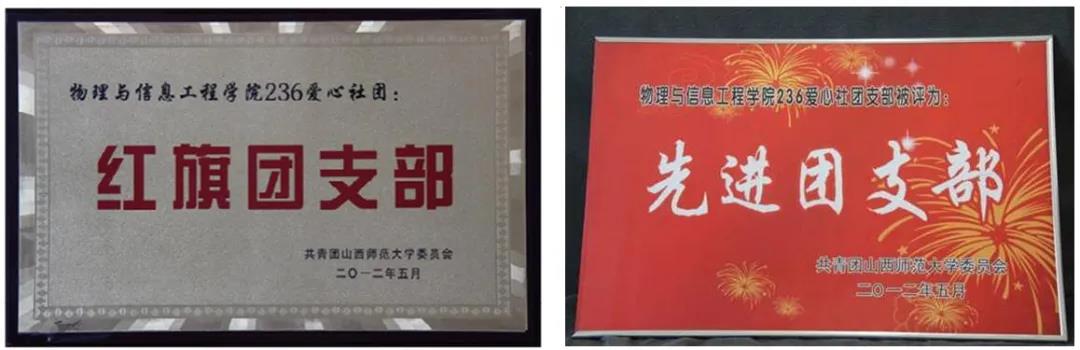 物理与信息工程学院236爱心社团：
红旗团支部
共青团山西师范大学委员会
二〇一二年五月
物理与信息工程学院236爱心社团支部被评为：
先进团支部
共青团山西师范大学委员会
二〇一二年五月